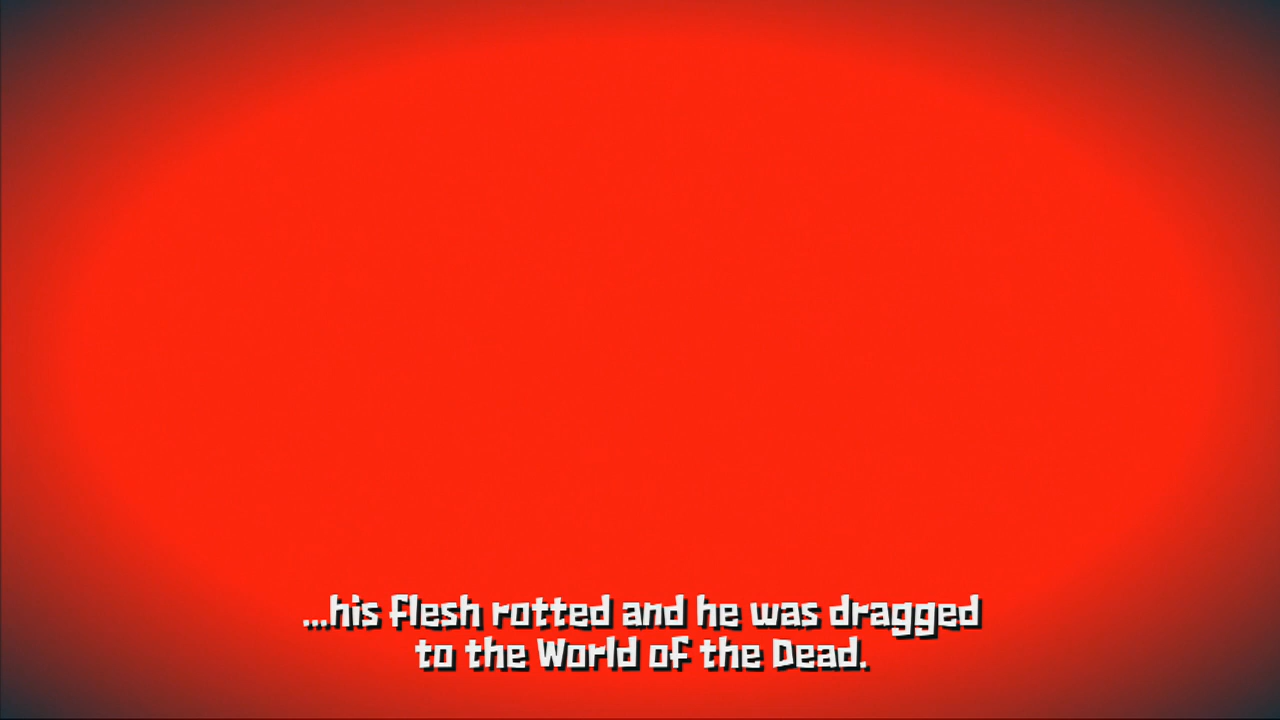 ...his flesh rotted and he was dragged
to the World of the Dead.